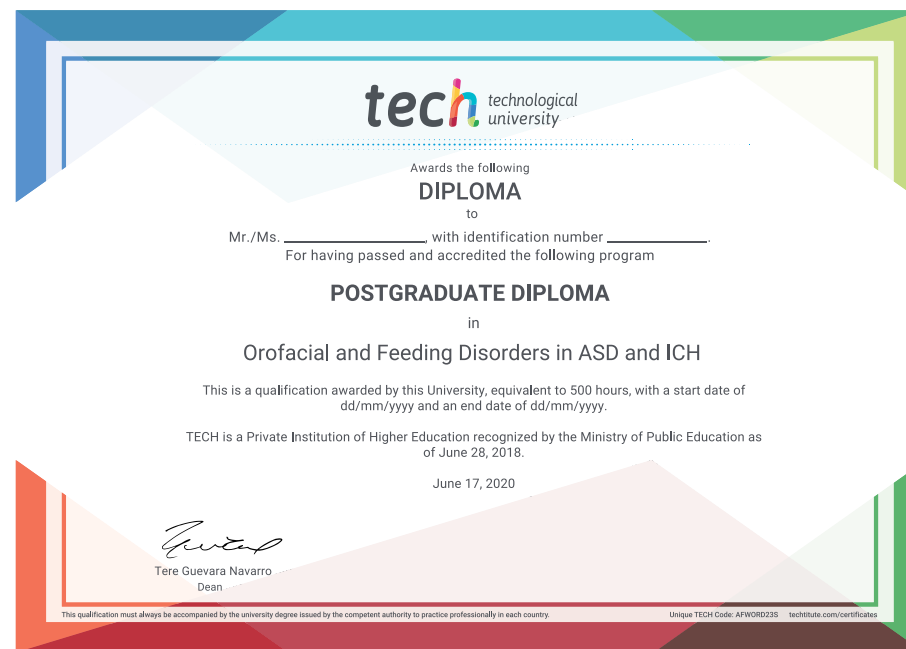 tech technological
university
Awards the following
DIPLOMA
to
Mr./Ms. ________________, with identification number ____________.
For having passed and accredited the following program
POSTGRADUATE DIPLOMA
in
Orofacial and Feeding Disorders in ASD and ICH
This is a qualification awarded by this University, equivalent to 500 hours, with a start date of
dd/mm/yyyy and an end date of dd/mm/yyyy.
TECH is a Private Institution of Higher Education recognized by the Ministry of Public Education as
of June 28, 2018.
June 17, 2020
Tere Guevara Navarro
Dean
This qualification must always be accompanied by the university degree issued by the competent authority to practice professionally in each country. Unique TECH Code: AFWORD23S techtitute.com/certificates